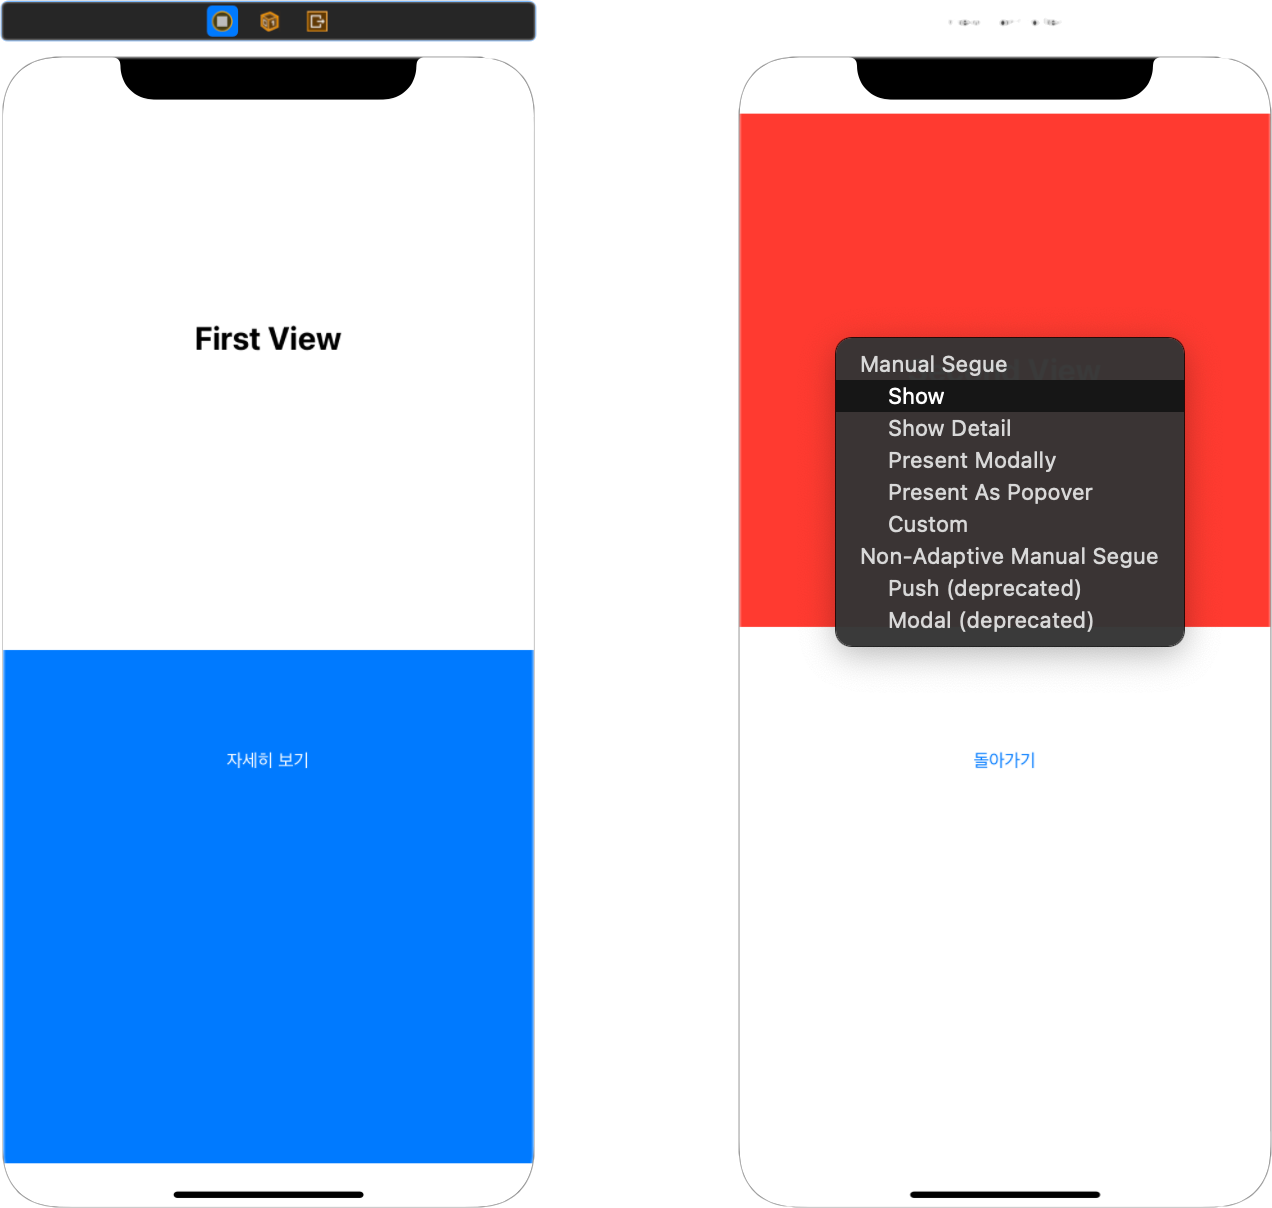 First View
자세히 보기
View
Manual Segue
Show
Show Detail
Present Modally
Present As Popover
Custom
Non-Adaptive Manual Segue
Push (deprecated)
Modal (deprecated)
돌아가기